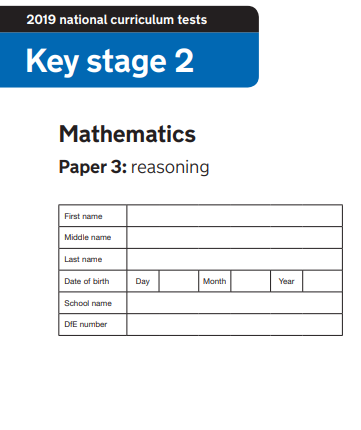 2019 national curriculum tests
Key stage 2
Mathematics
Paper 3: reasoning
First name
Middle name
Last name
Date of birth Day Month Year
School name
DfE number